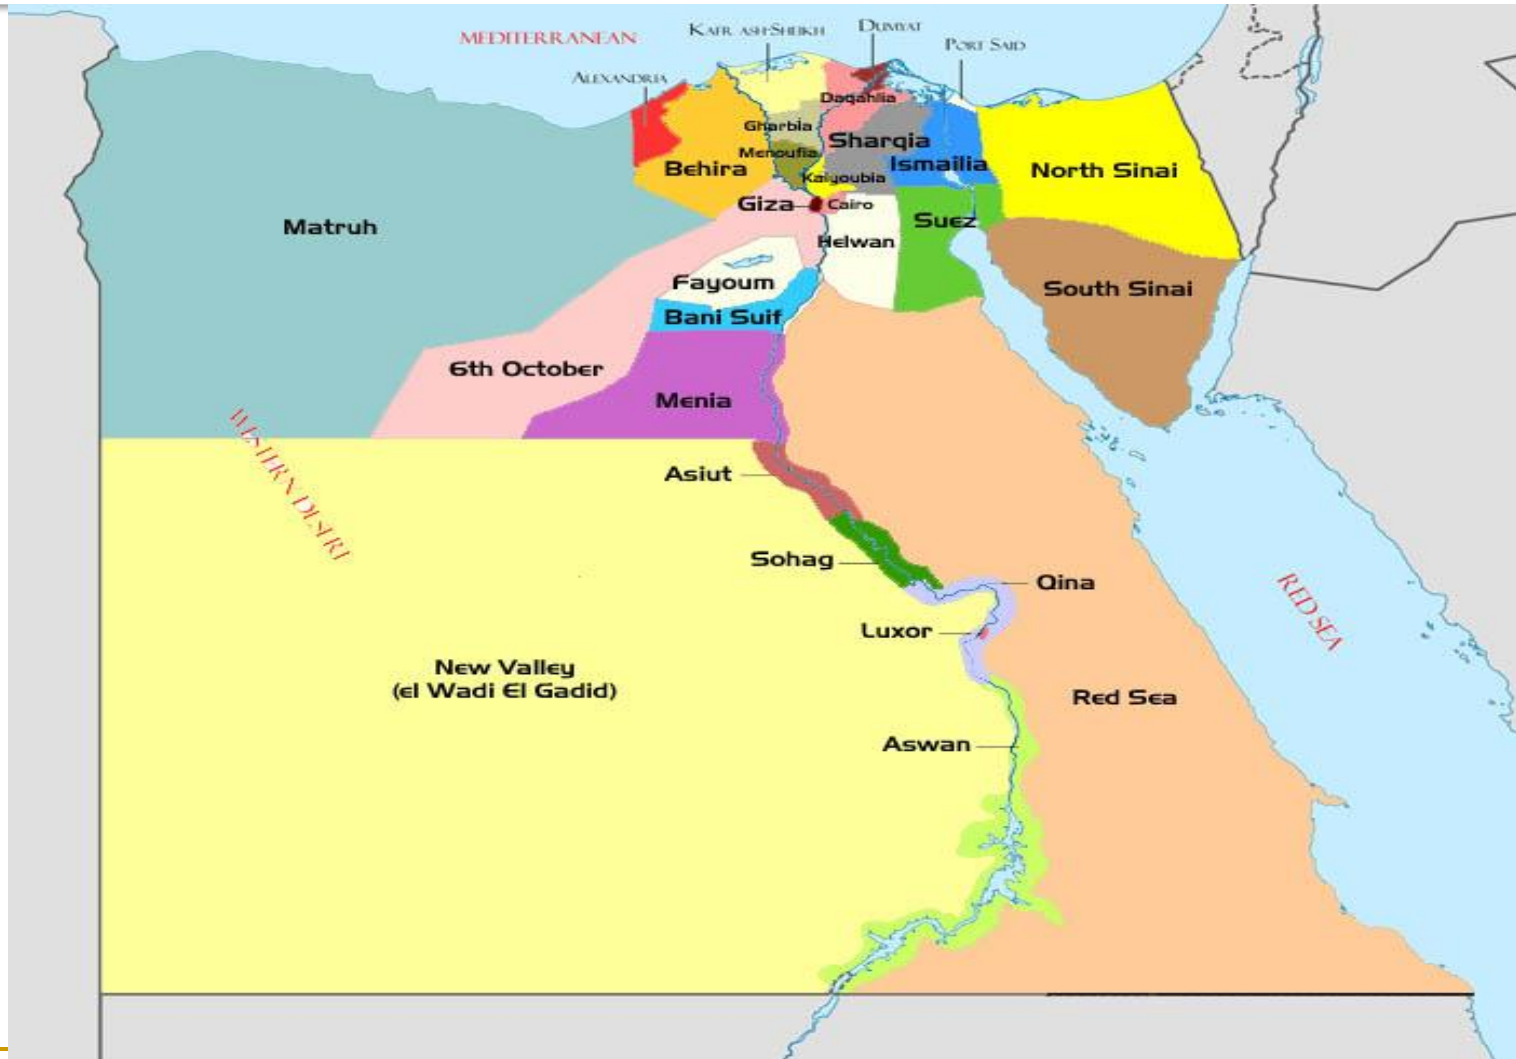 MEDITERRANEAN
KAFR ASH-SHEIKH
DUMYAT
PORT SAID
ALEXANDRIA
Daqahlia
Gharbia
Sharqia
Menoufia
Ismailia
Behira
Kalyoubia
North Sinai
Giza
Cairo
Matruh
Suez
Helwan
Fayoum
South Sinai
Bani Suif
6th October
Menia
WESTERN DESERT
Asiut
Sohag
Qina
RED SEA
Luxor
New Valley
(el Wadi El Gadid)
Red Sea
Aswan